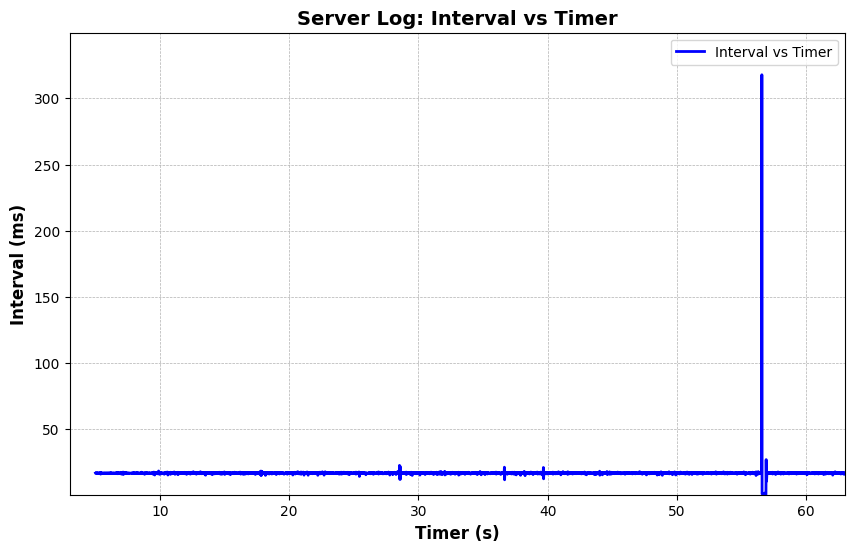 Server Log: Interval vs Timer
Interval vs Timer
300
250
200
150
100
50
Interval (ms)
10 20 30 40 50 60
Timer (s)